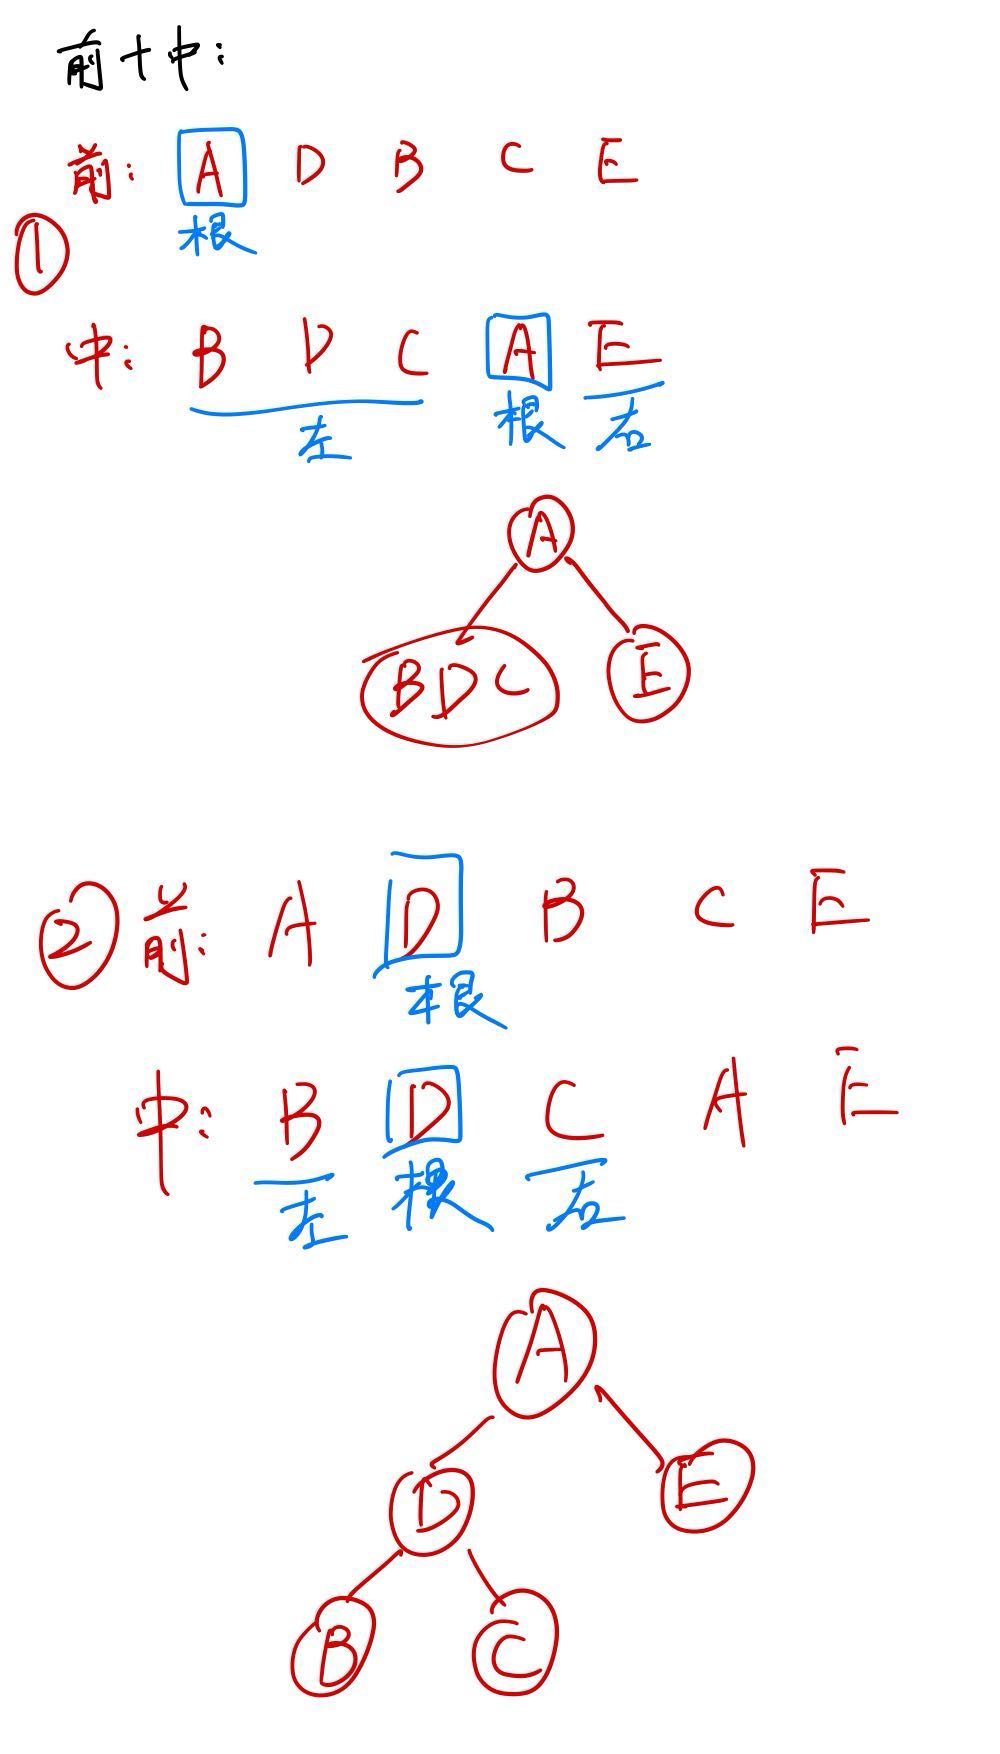 前+中:
前: A D B C E
根
①
中: B D C A E
左 根 右
A
BDC E
② 前: A D B C E
根
中: B D C A E
左 根 右
A
D E
B C